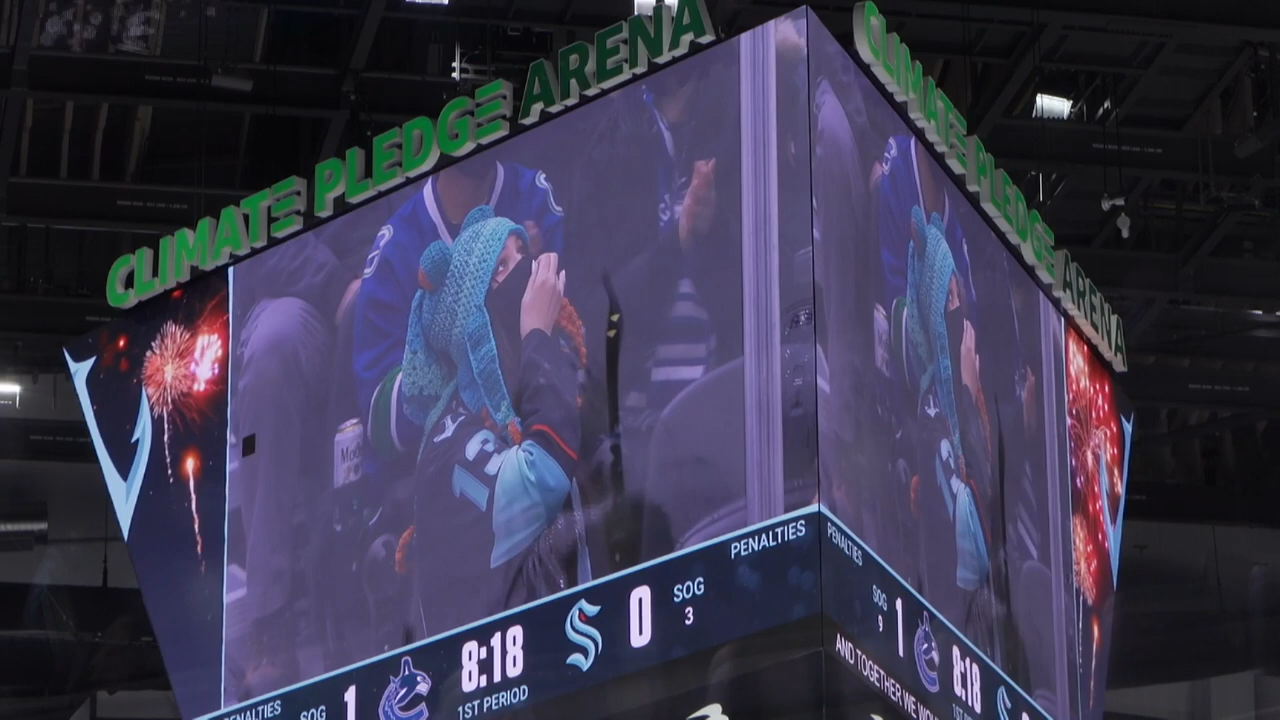 CLIMATE PLEDGE ARENA
CLIMATE PLEDGE ARENA
13
PENALTIES
8:18
1ST PERIOD
0
SOG
3
PENALTIES
SOG
1
PENALTIES
SOG
9
1
8:18
AND TOGETHER WE